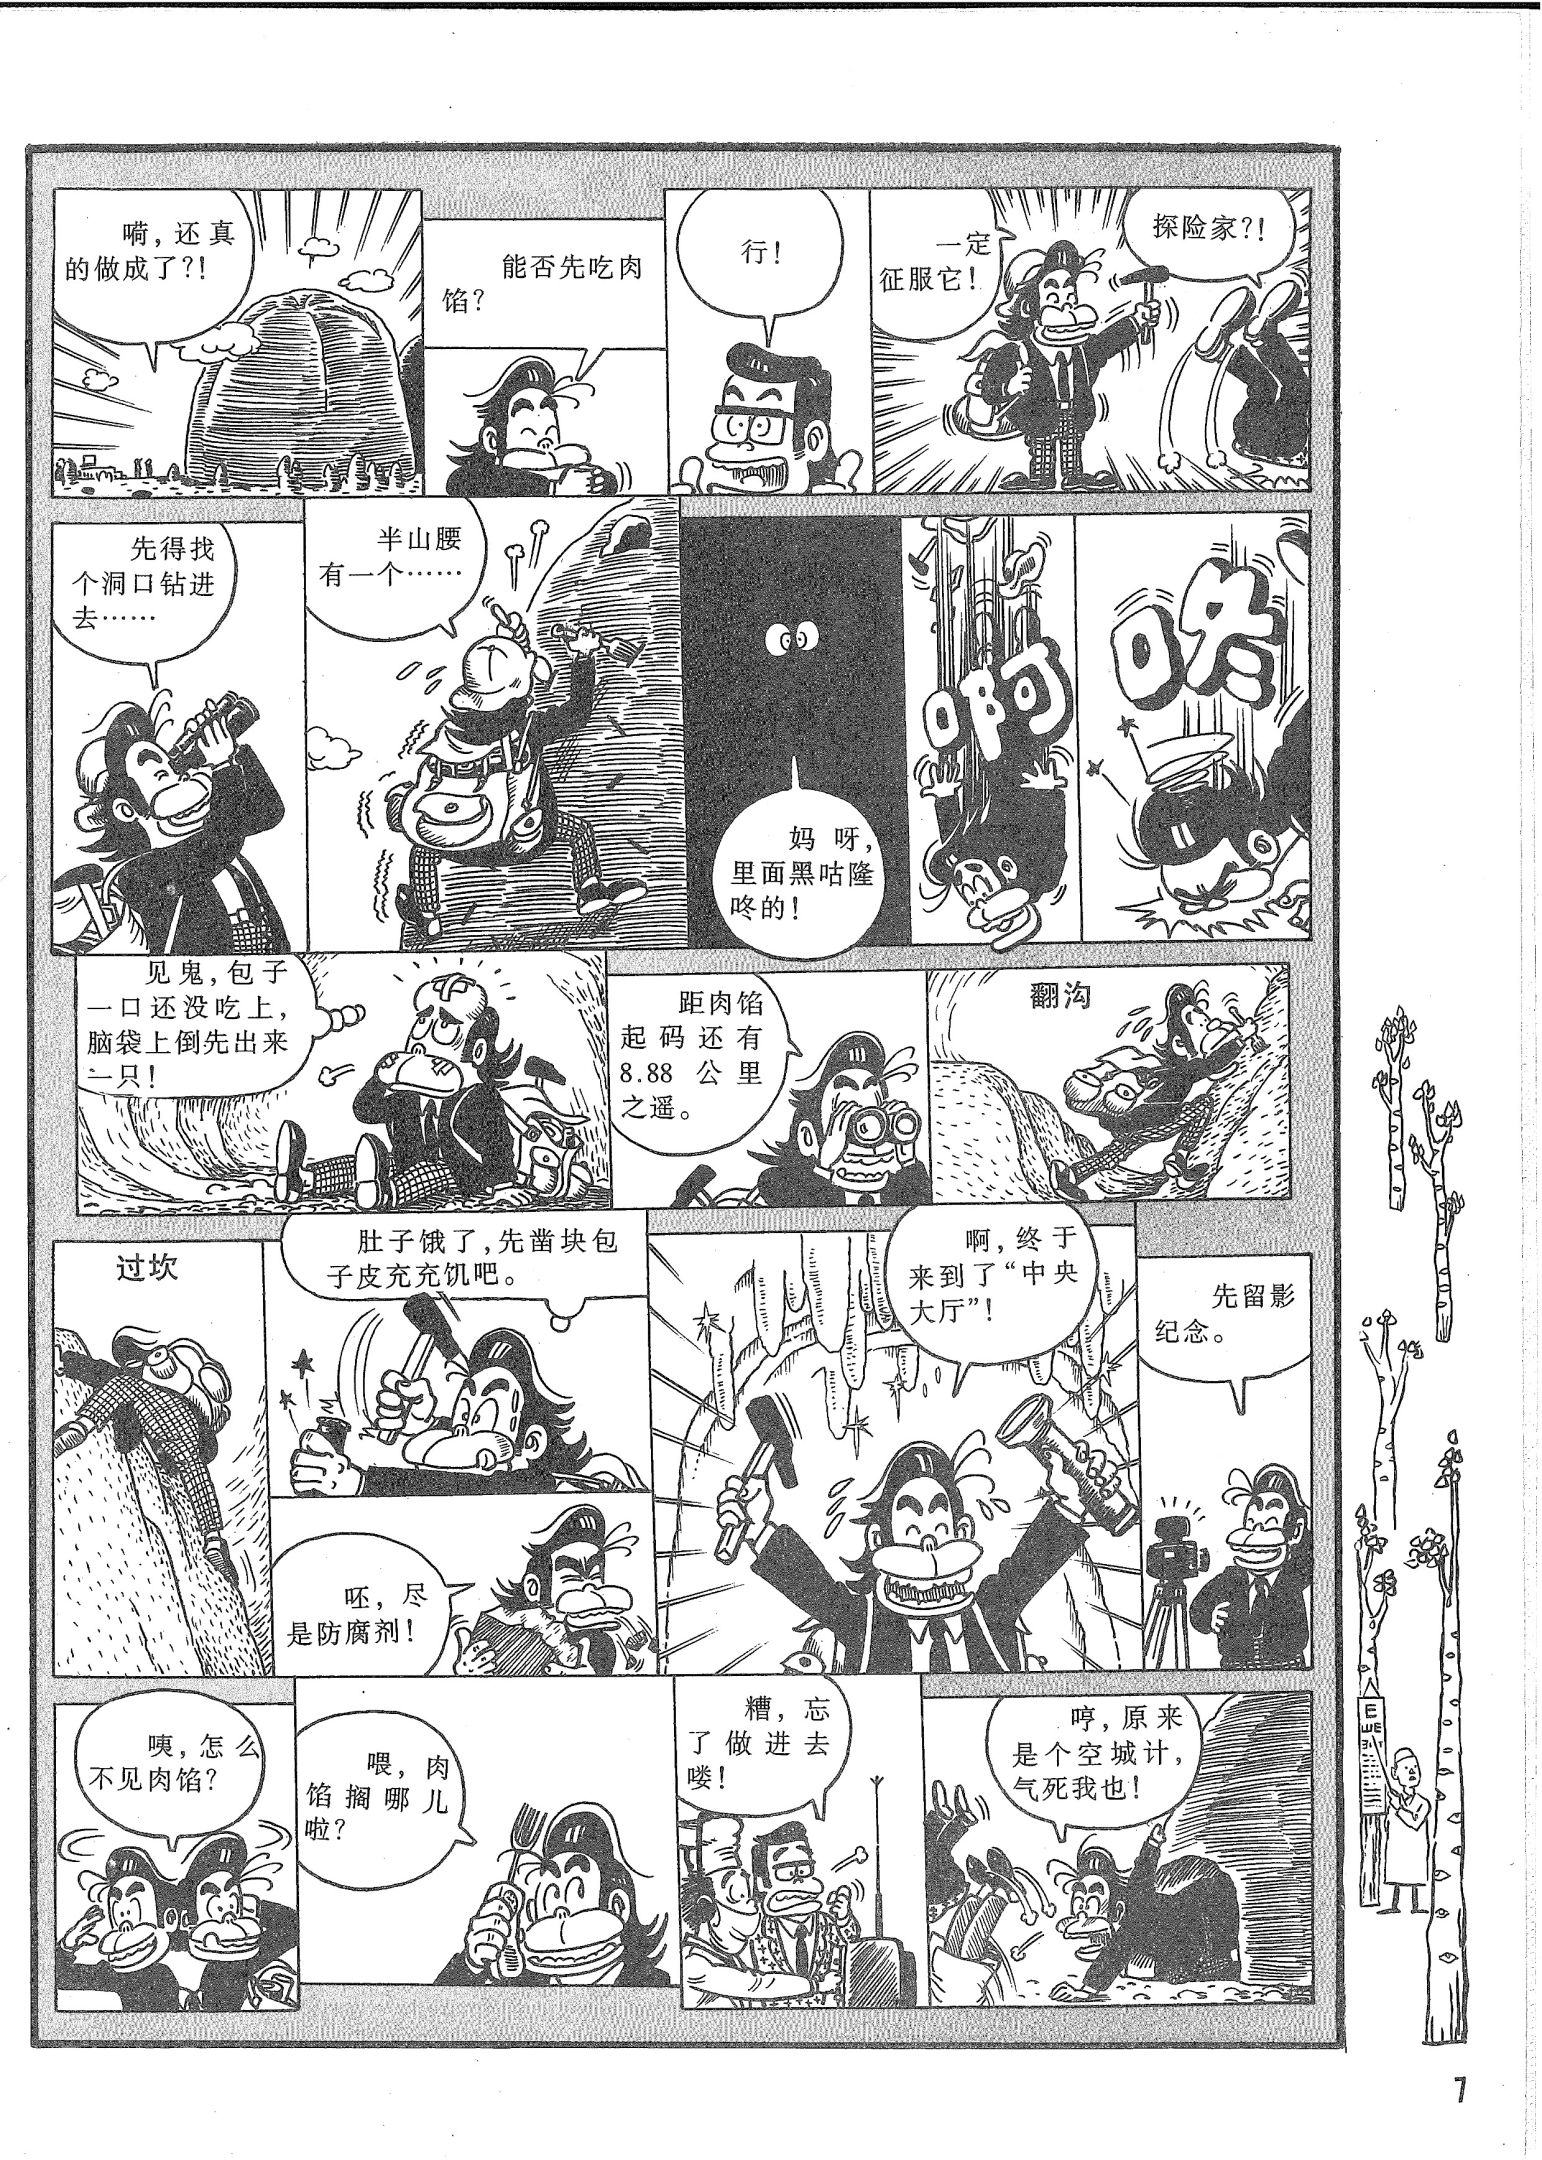 嗬，还真
的做成了?!
能否先吃肉
馅？
行！
一定
征服它！
探险家?!
先得找
个洞口钻进
去……
半山腰
有一个……
妈呀，
里面黑咕隆
咚的！
啊
咚
见鬼，包子
一口还没吃上，
脑袋上倒先出来
一只！
距肉馅
起码还有
8.88公里
之遥。
翻沟
过坎
肚子饿了，先凿块包
子皮充充饥吧。
呸，尽
是防腐剂！
啊，终于
来到了“中央
大厅”！
先留影
纪念。
咦，怎么
不见肉馅？
喂，肉
馅搁哪儿
啦？
糟，忘
了做进去
喽！
哼，原来
是个空城计，
气死我也！
E
7